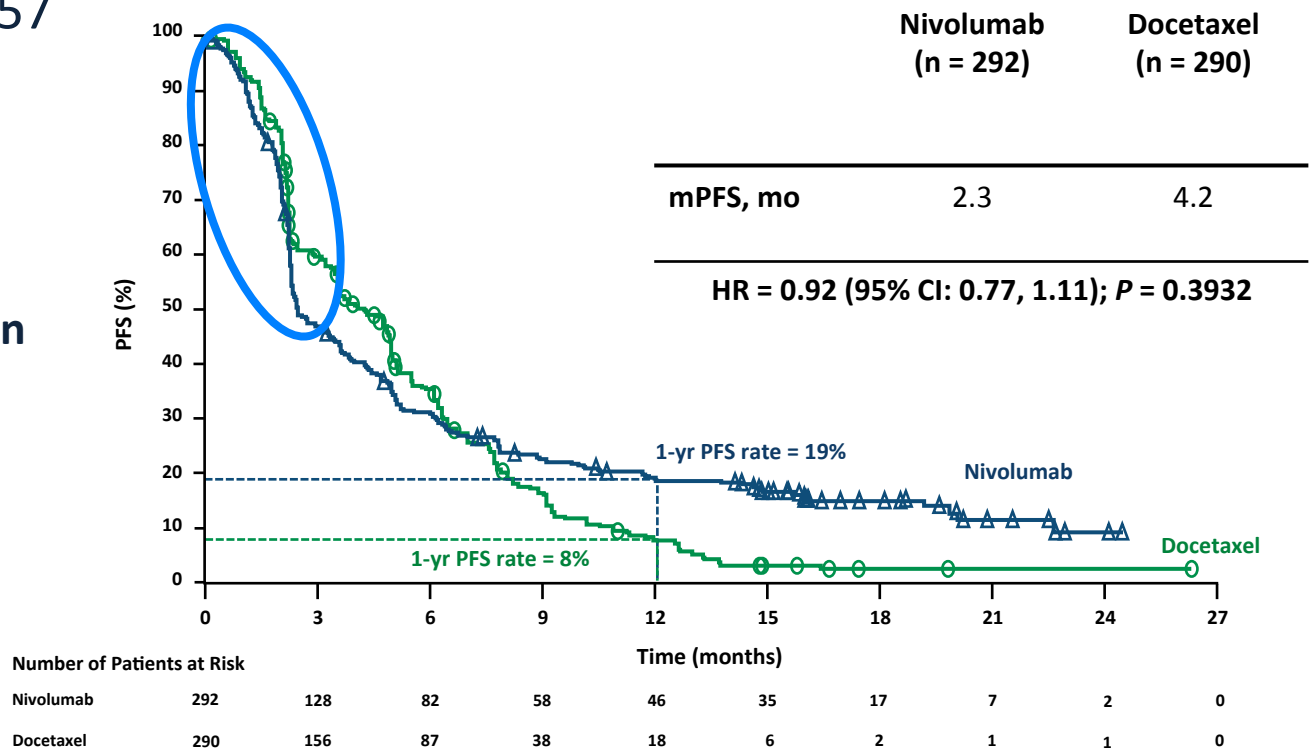 57
n
Nivolumab Docetaxel
(n = 292) (n = 290)
mPFS, mo 2.3 4.2
HR = 0.92 (95% CI: 0.77, 1.11); P = 0.3932
PFS (%)
100
90
80
70
60
50
40
30
20
10
0
1-yr PFS rate = 19%
Nivolumab
Docetaxel
1-yr PFS rate = 8%
0 3 6 9 12 15 18 21 24 27
Time (months)
Number of Patients at Risk
Nivolumab 292 128 82 58 46 35 17 7 2 0
Docetaxel 290 156 87 38 18 6 2 1 1 0